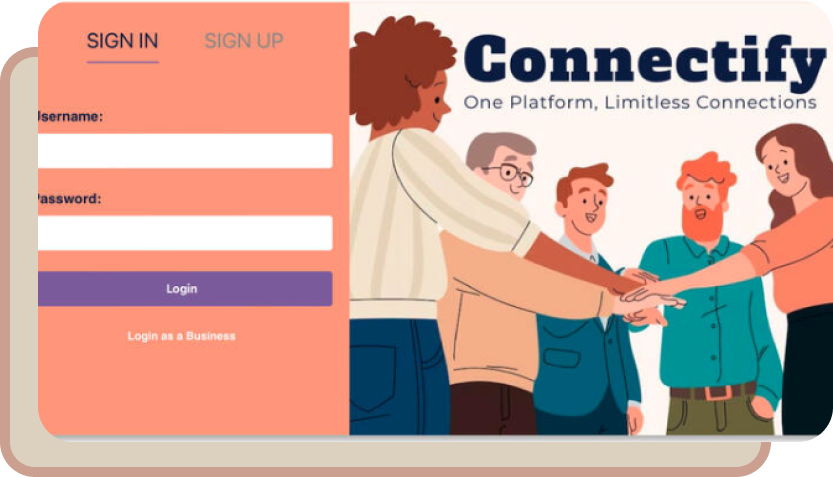 SIGN IN SIGN UP
Username:
Password:
Login
Login as a Business
Connectify
One Platform, Limitless Connections